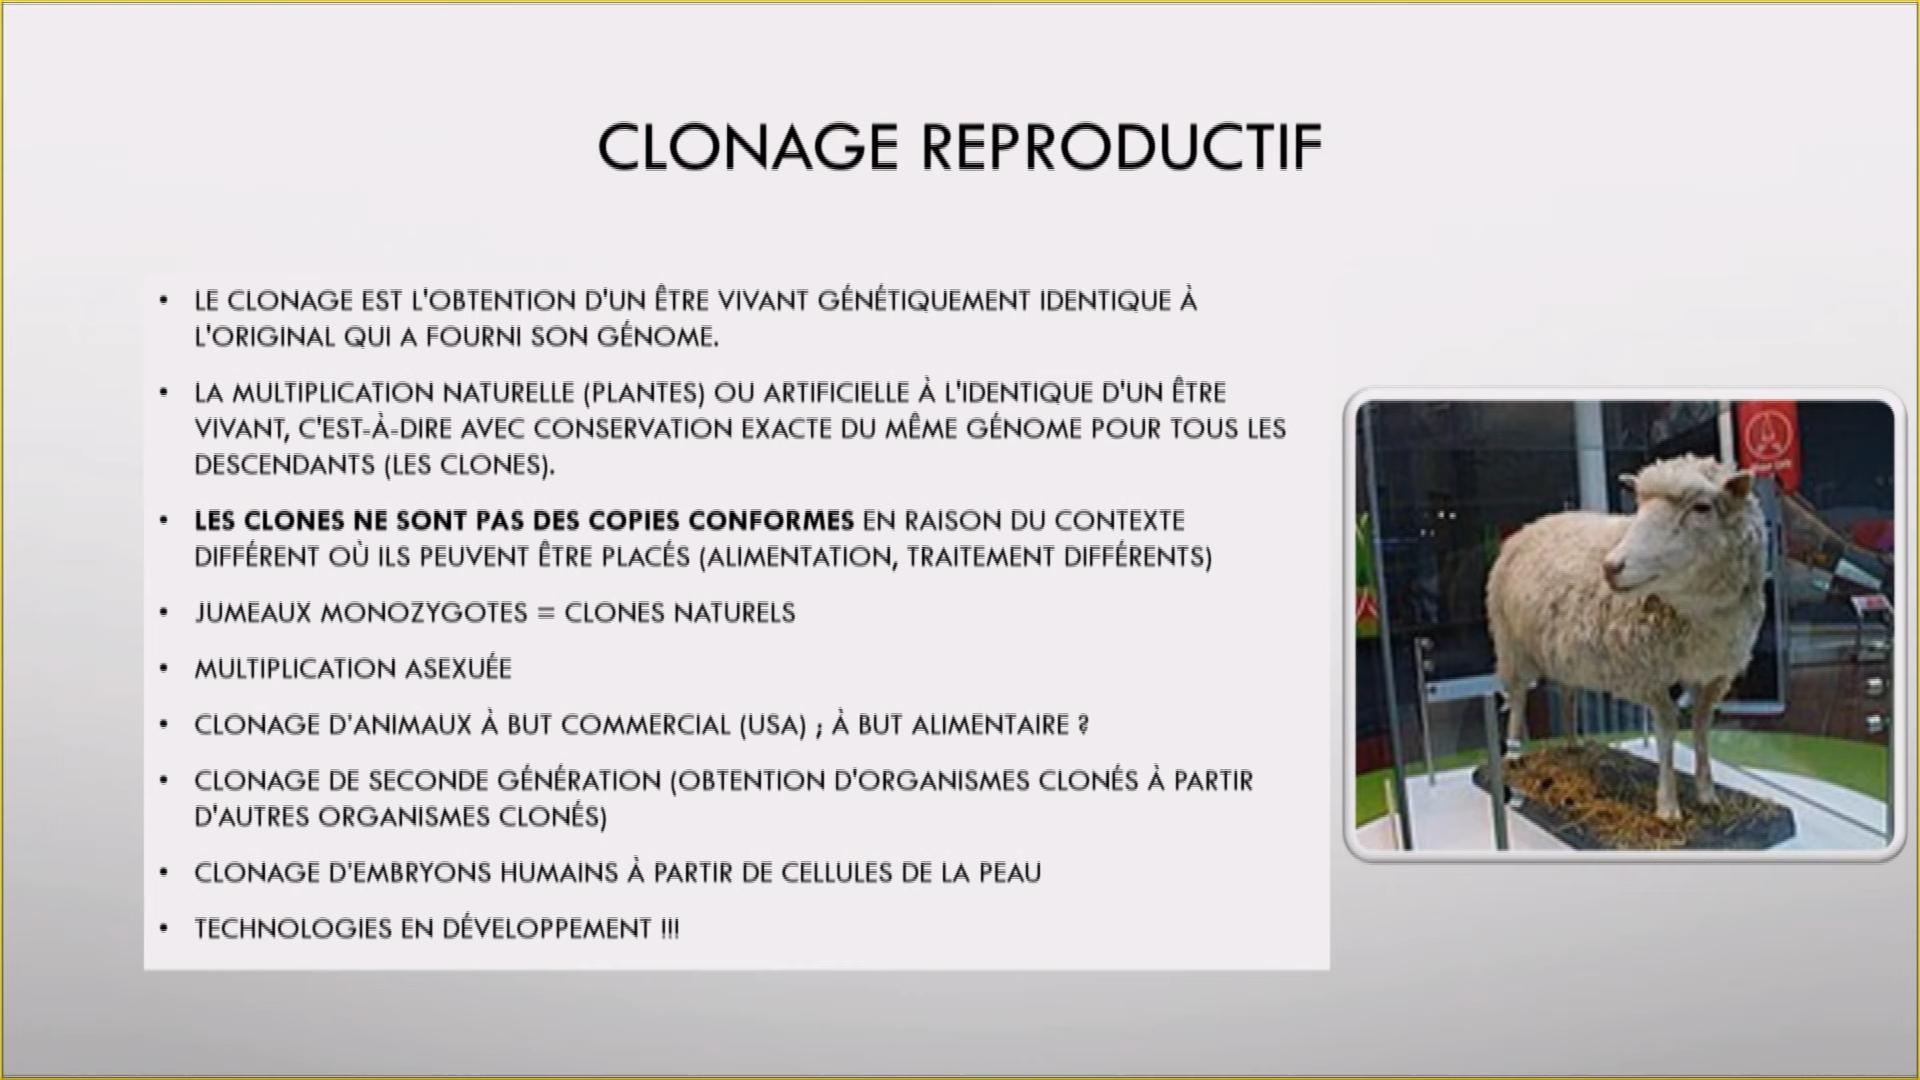 CLONAGE REPRODUCTIF
• LE CLONAGE EST L'OBTENTION D'UN ÊTRE VIVANT GÉNÉTIQUEMENT IDENTIQUE À
L'ORIGINAL QUI A FOURNI SON GÉNOME.
• LA MULTIPLICATION NATURELLE (PLANTES) OU ARTIFICIELLE À L'IDENTIQUE D'UN ÊTRE
VIVANT, C'EST-À-DIRE AVEC CONSERVATION EXACTE DU MÊME GÉNOME POUR TOUS LES
DESCENDANTS (LES CLONES).
• LES CLONES NE SONT PAS DES COPIES CONFORMES EN RAISON DU CONTEXTE
DIFFÉRENT OÙ ILS PEUVENT ÊTRE PLACÉS (ALIMENTATION, TRAITEMENT DIFFÉRENTS)
• JUMEAUX MONOZYGOTES ≡ CLONES NATURELS
• MULTIPLICATION ASEXUÉE
• CLONAGE D'ANIMAUX À BUT COMMERCIAL (USA) ; À BUT ALIMENTAIRE ?
• CLONAGE DE SECONDE GÉNÉRATION (OBTENTION D'ORGANISMES CLONÉS À PARTIR
D'AUTRES ORGANISMES CLONÉS)
• CLONAGE D'EMBRYONS HUMAINS À PARTIR DE CELLULES DE LA PEAU
• TECHNOLOGIES EN DÉVELOPPEMENT !!!